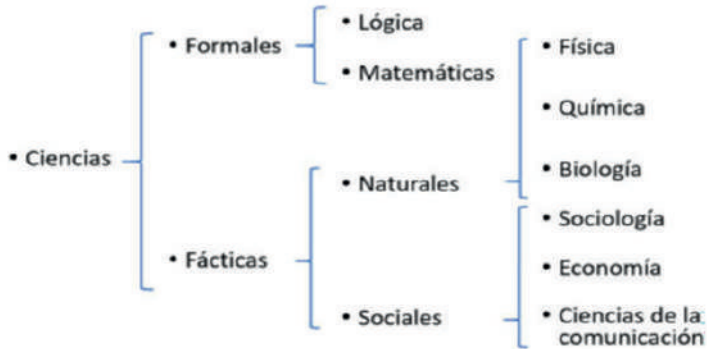 • Ciencias
• Formales
• Lógica
• Matemáticas
• Fácticas
• Naturales
• Física
• Química
• Biología
• Sociales
• Sociología
• Economía
• Ciencias de la
comunicación